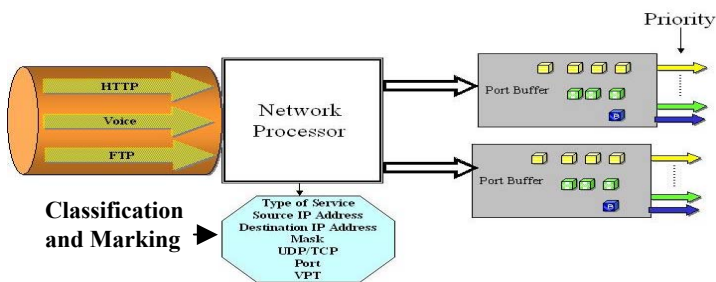 Priority
HTTP
Voice
FTP
Network
Processor
Port Buffer
Port Buffer
Classification
and Marking
Type of Service
Source IP Address
Destination IP Address
Mask
UDP/TCP
Port
VPT